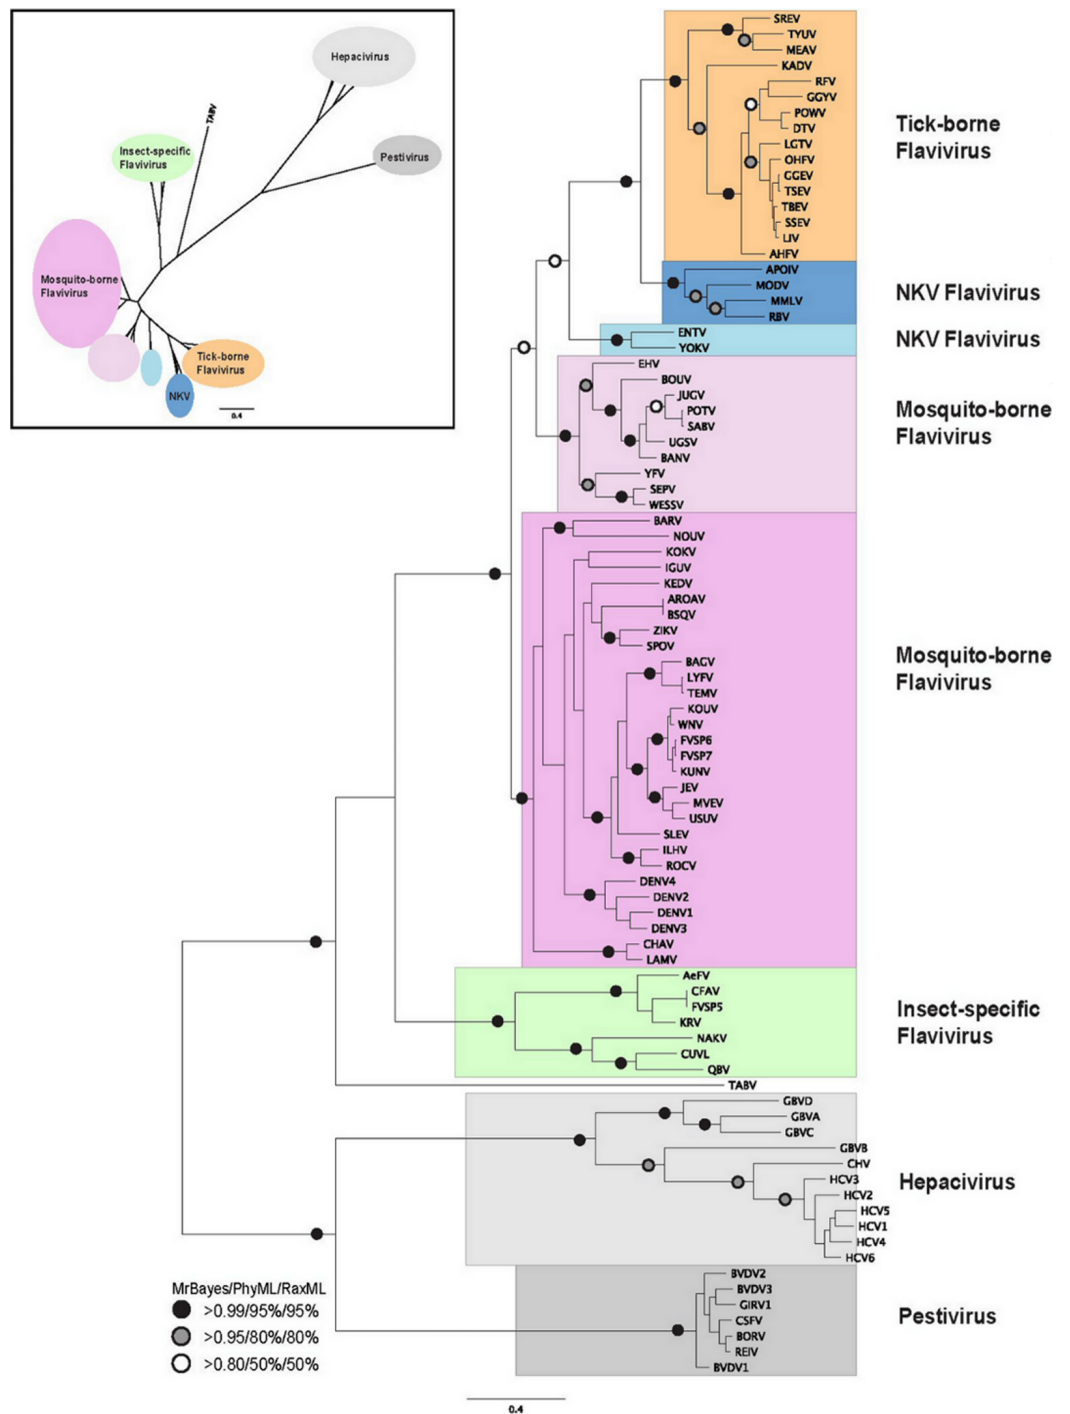 Hepacivirus
TABV
Insect-specific
Flavivirus
Pestivirus
Mosquito-borne
Flavivirus
Tick-borne
Flavivirus
NKV
0.4
SREV
TYUV
MEAV
KADV
RFV
GGYV
POWV
DTV
LGTV
OHFV
GGEV
TSEV
TBEV
SSEV
LIV
AHFV
Tick-borne
Flavivirus
APOIV
MODV
MMLV
RBV
NKV Flavivirus
ENTV
YOKV
NKV Flavivirus
EHV
BOUV
JUGV
POTV
SABV
UGSV
BANV
YFV
SEPV
WESSV
Mosquito-borne
Flavivirus
BARV
NOUV
KOKV
IGUV
KEDV
AROAV
BSQV
ZIKV
SPOV
BAGV
LYFV
TEMV
KOUV
WNV
FVSP6
FVSP7
KUNV
JEV
MVEV
USUV
SLEV
ILHV
ROCV
DENV4
DENV2
DENV1
DENV3
CHAV
LAMV
Mosquito-borne
Flavivirus
AeFV
CFAV
FVSP5
KRV
NAKV
CUVL
QBV
Insect-specific
Flavivirus
TABV
GBVD
GBVA
GBVC
GBVB
CHV
HCV3
HCV2
HCV5
HCV1
HCV4
HCV6
Hepacivirus
BVDV2
BVDV3
GIRV1
CSFV
BORV
REIV
BVDV1
Pestivirus
MrBayes/PhyML/RaxML
>0.99/95%/95%
>0.95/80%/80%
>0.80/50%/50%
0.4